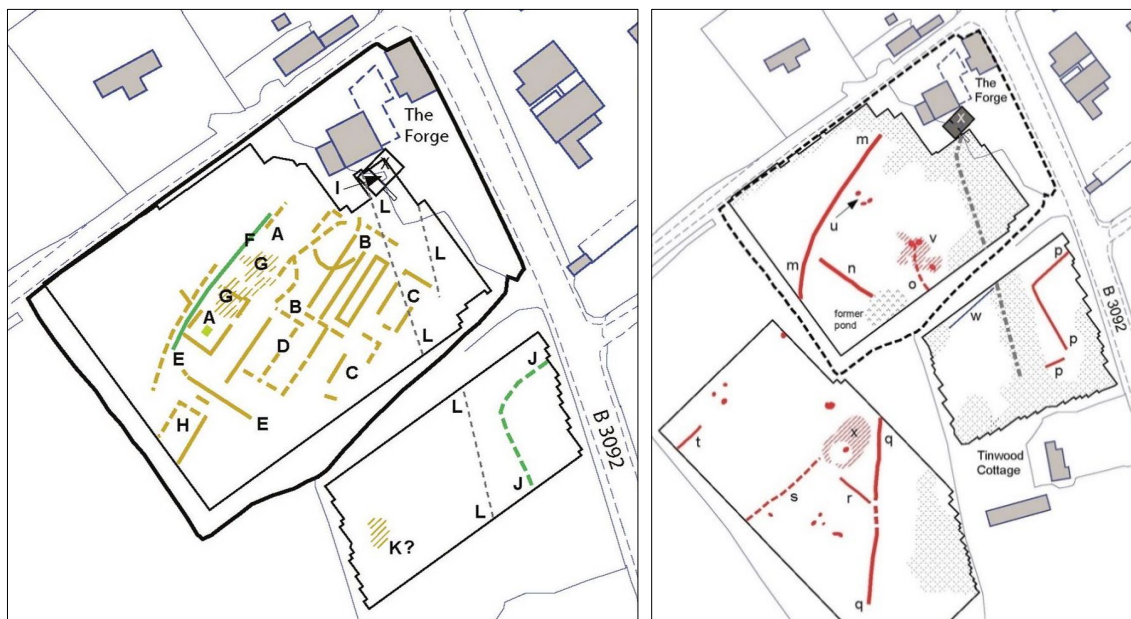 The
Forge
X
I
L
A
F
B
L
G
G
B
C
A
L
D
E
C
J
H
E
L
B 3092
L
J
K?
The
Forge
X
m
u
v
n
m
o
p
former
pond
w
B 3092
p
p
x
q
t
Tinwood
Cottage
r
s
q